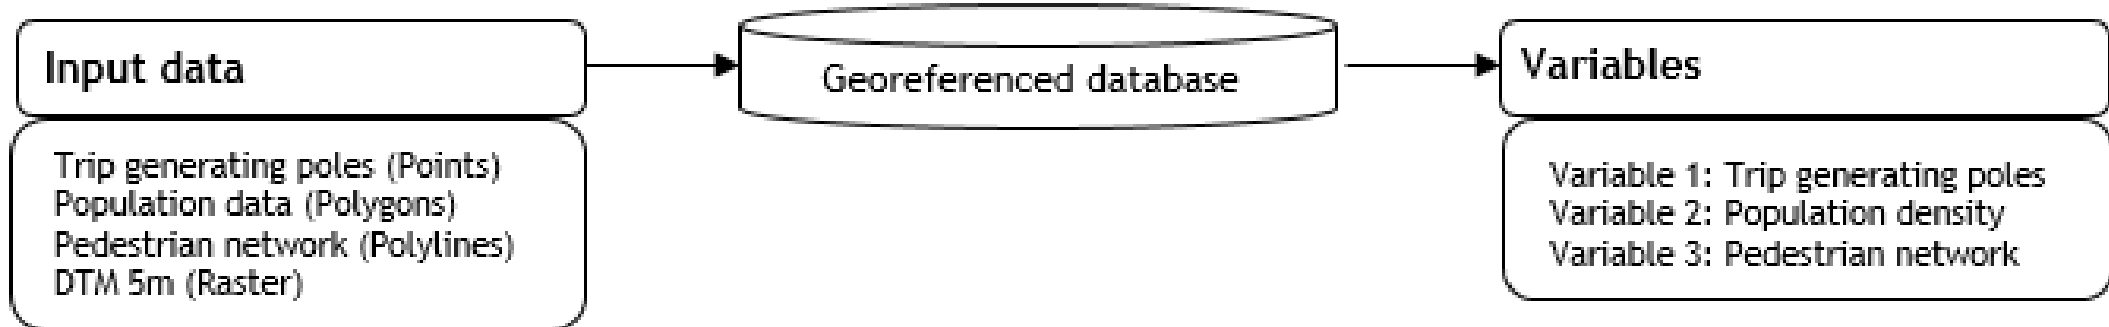 Input data
Trip generating poles (Points)
Population data (Polygons)
Pedestrian network (Polylines)
DTM 5m (Raster)
Georeferenced database
Variables
Variable 1: Trip generating poles
Variable 2: Population density
Variable 3: Pedestrian network